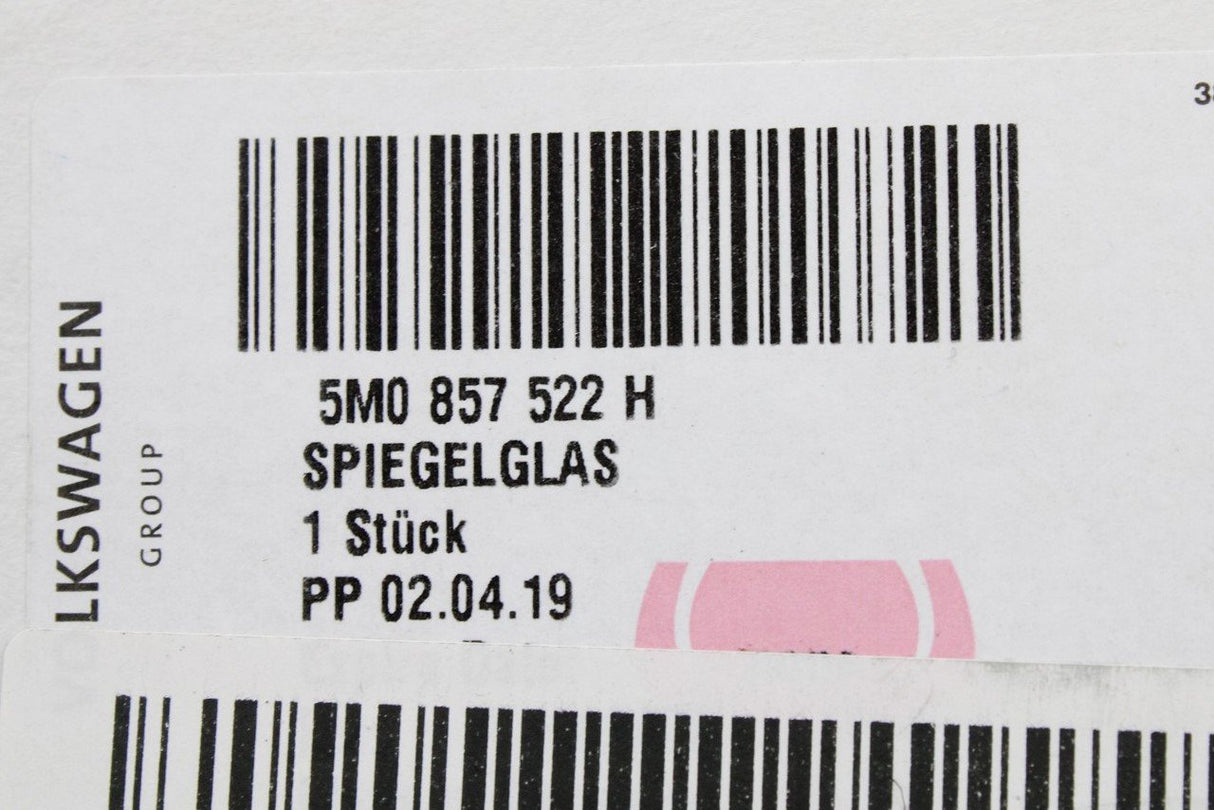 5M0 857 522 H
SPIEGELGLAS
1 Stück
PP 02.04.19
LKSWAGEN
GROUP